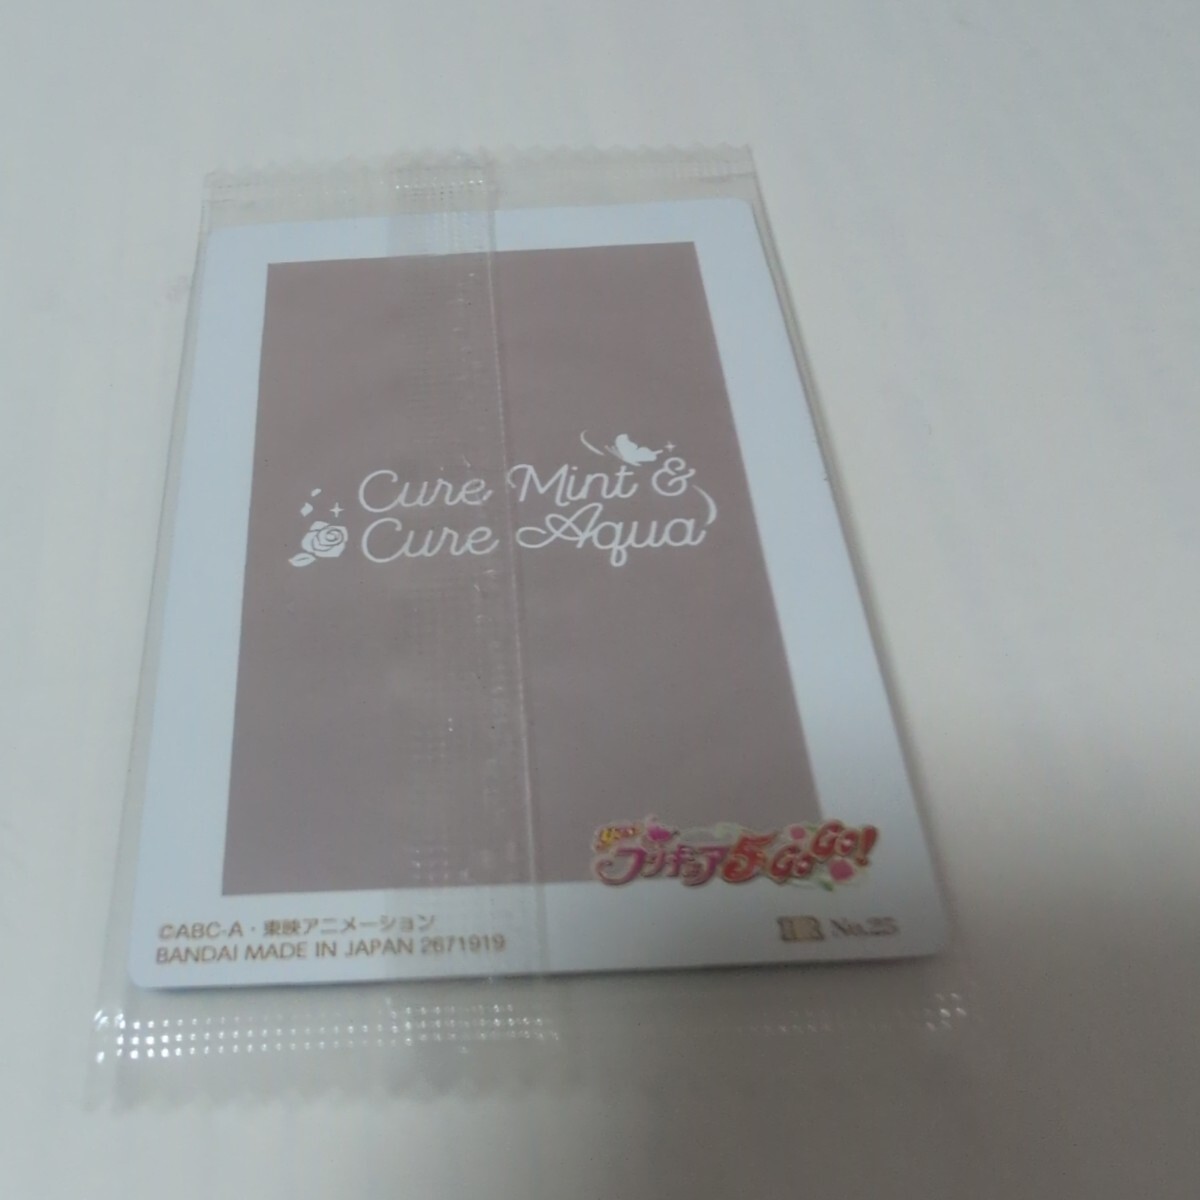 Cure Mint &
Cure Aqua
Yes!
プリキュア5 GoGo!
©ABC-A・東映アニメーション
BANDAI MADE IN JAPAN 2671919
No.25